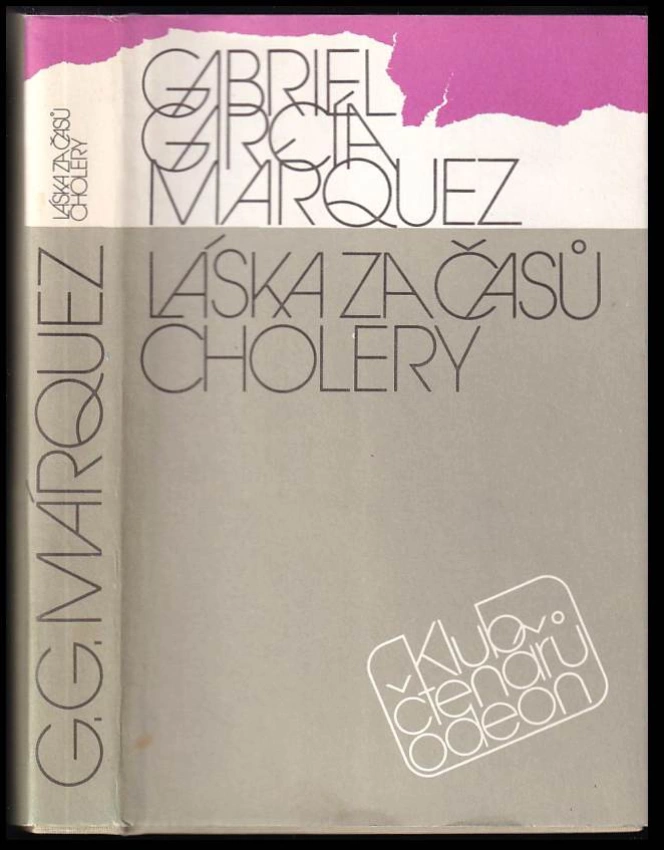 GABRIEL
GARCÍA
MÁRQUEZ
LÁSKA ZA ČASŮ
CHOLERY
Klub
čtenářů
odeon
LÁSKA ZA ČASŮ
CHOLERY
G. G. MÁRQUEZ